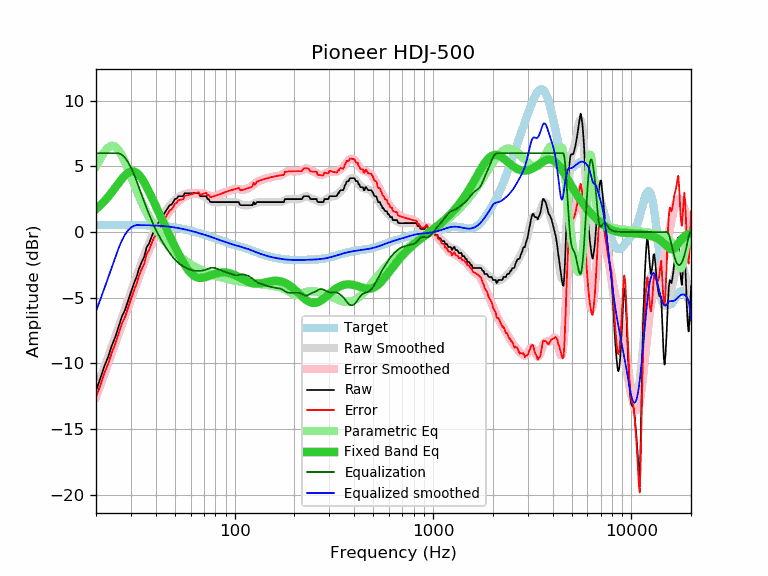 Pioneer HDJ-500
Amplitude (dBr)
10
5
0
−5
−10
−15
−20
Target
Raw Smoothed
Error Smoothed
Raw
Error
Parametric Eq
Fixed Band Eq
Equalization
Equalized smoothed
100 1000 10000
Frequency (Hz)